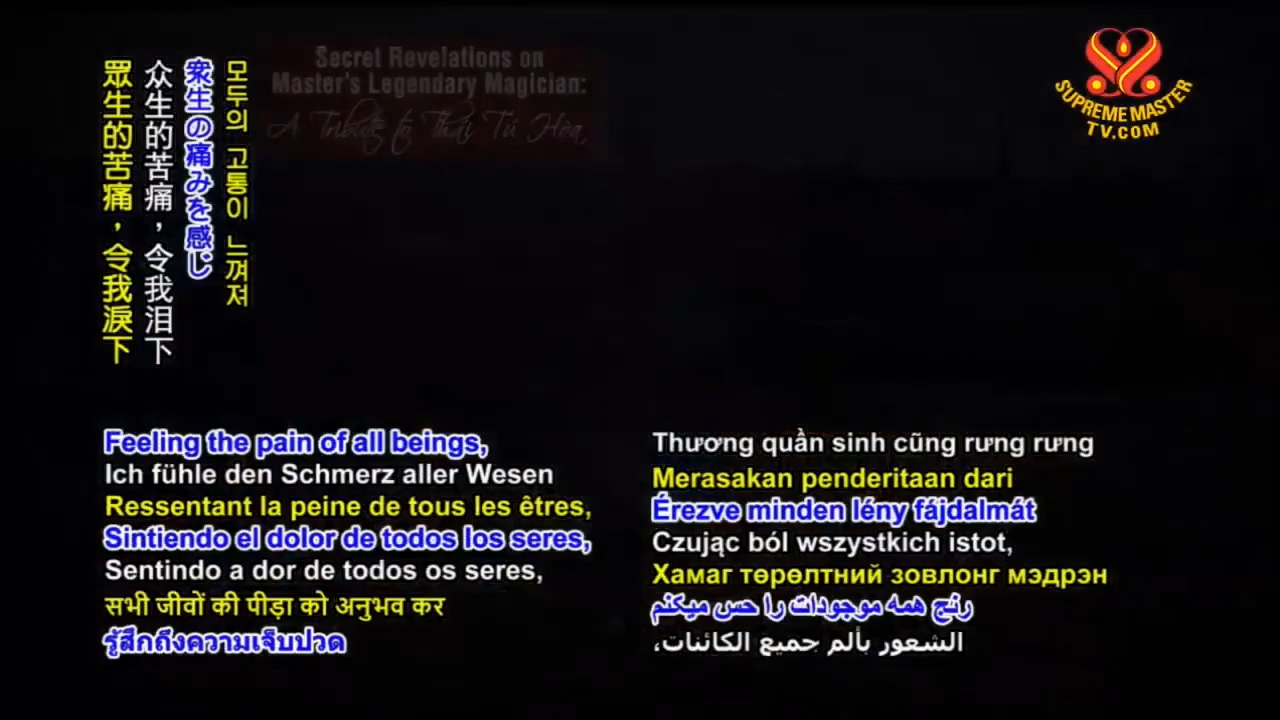 모두의 고통이 느껴져
衆生の痛みを感じ
众生的苦痛，令我泪下
眾生的苦痛，令我淚下
Secret Revelations on
Master's Legendary Magician:
A Tribute to Thái Tú Hòa
SUPREME MASTER
TV.COM
Feeling the pain of all beings,
Ich fühle den Schmerz aller Wesen
Ressentant la peine de tous les êtres,
Sintiendo el dolor de todos los seres,
Sentindo a dor de todos os seres,
सभी जीवों की पीड़ा को अनुभव कर
รู้สึกถึงความเจ็บปวด
Thương quần sinh cũng rưng rưng
Merasakan penderitaan dari
Érezve minden lény fájdalmát
Czując ból wszystkich istot,
Хамаг төрөлтний зовлонг мэдрэн
رنج همه موجودات را حس میکنم
الشعور بألم جميع الكائنات،